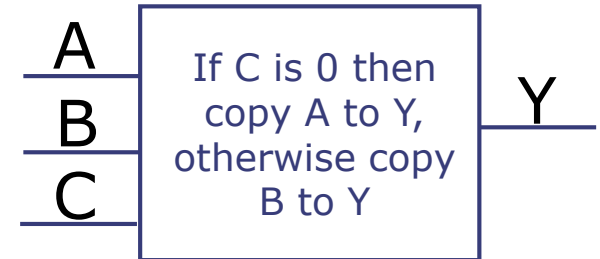 A
B
C
If C is 0 then
copy A to Y,
otherwise copy
B to Y
Y